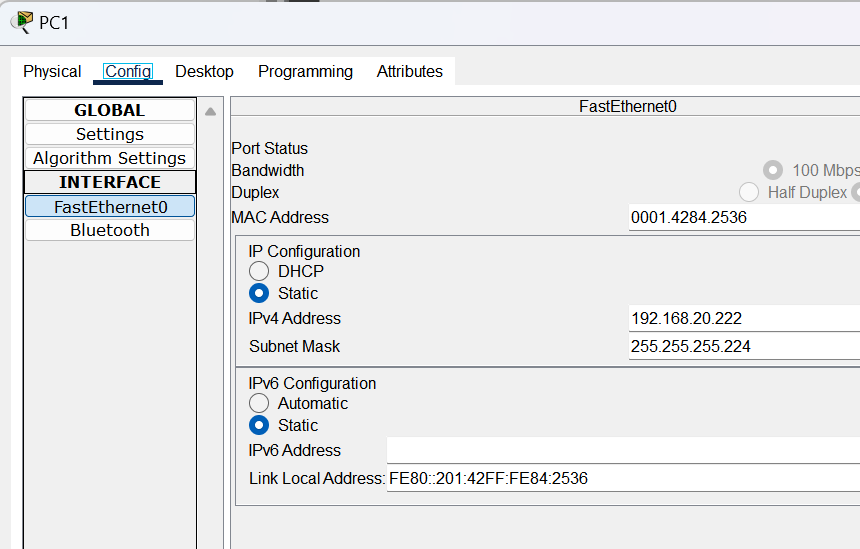 PC1
Physical Config Desktop Programming Attributes
GLOBAL
Settings
Algorithm Settings
INTERFACE
FastEthernet0
Bluetooth
FastEthernet0
Port Status
Bandwidth 100 Mbps
Duplex Half Duplex
MAC Address 0001.4284.2536
IP Configuration
DHCP
Static
IPv4 Address 192.168.20.222
Subnet Mask 255.255.255.224
IPv6 Configuration
Automatic
Static
IPv6 Address
Link Local Address: FE80::201:42FF:FE84:2536